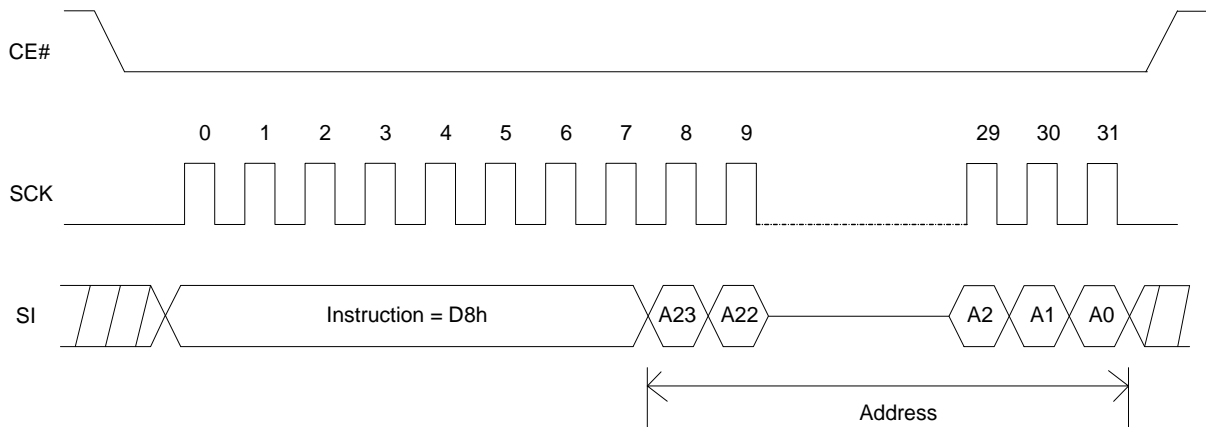 CE#
0 1 2 3 4 5 6 7 8 9 29 30 31
SCK
SI Instruction = D8h A23 A22 A2 A1 A0
Address